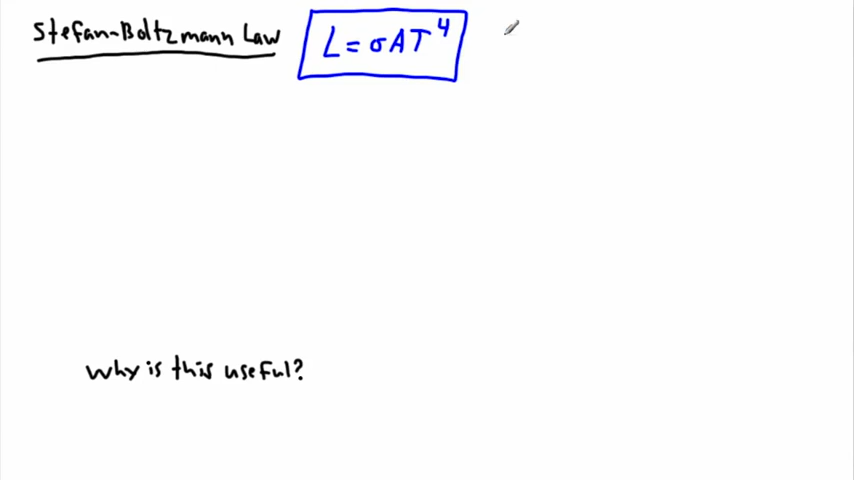 Stefan-Boltzmann Law L = σAT⁴
Why is this useful?